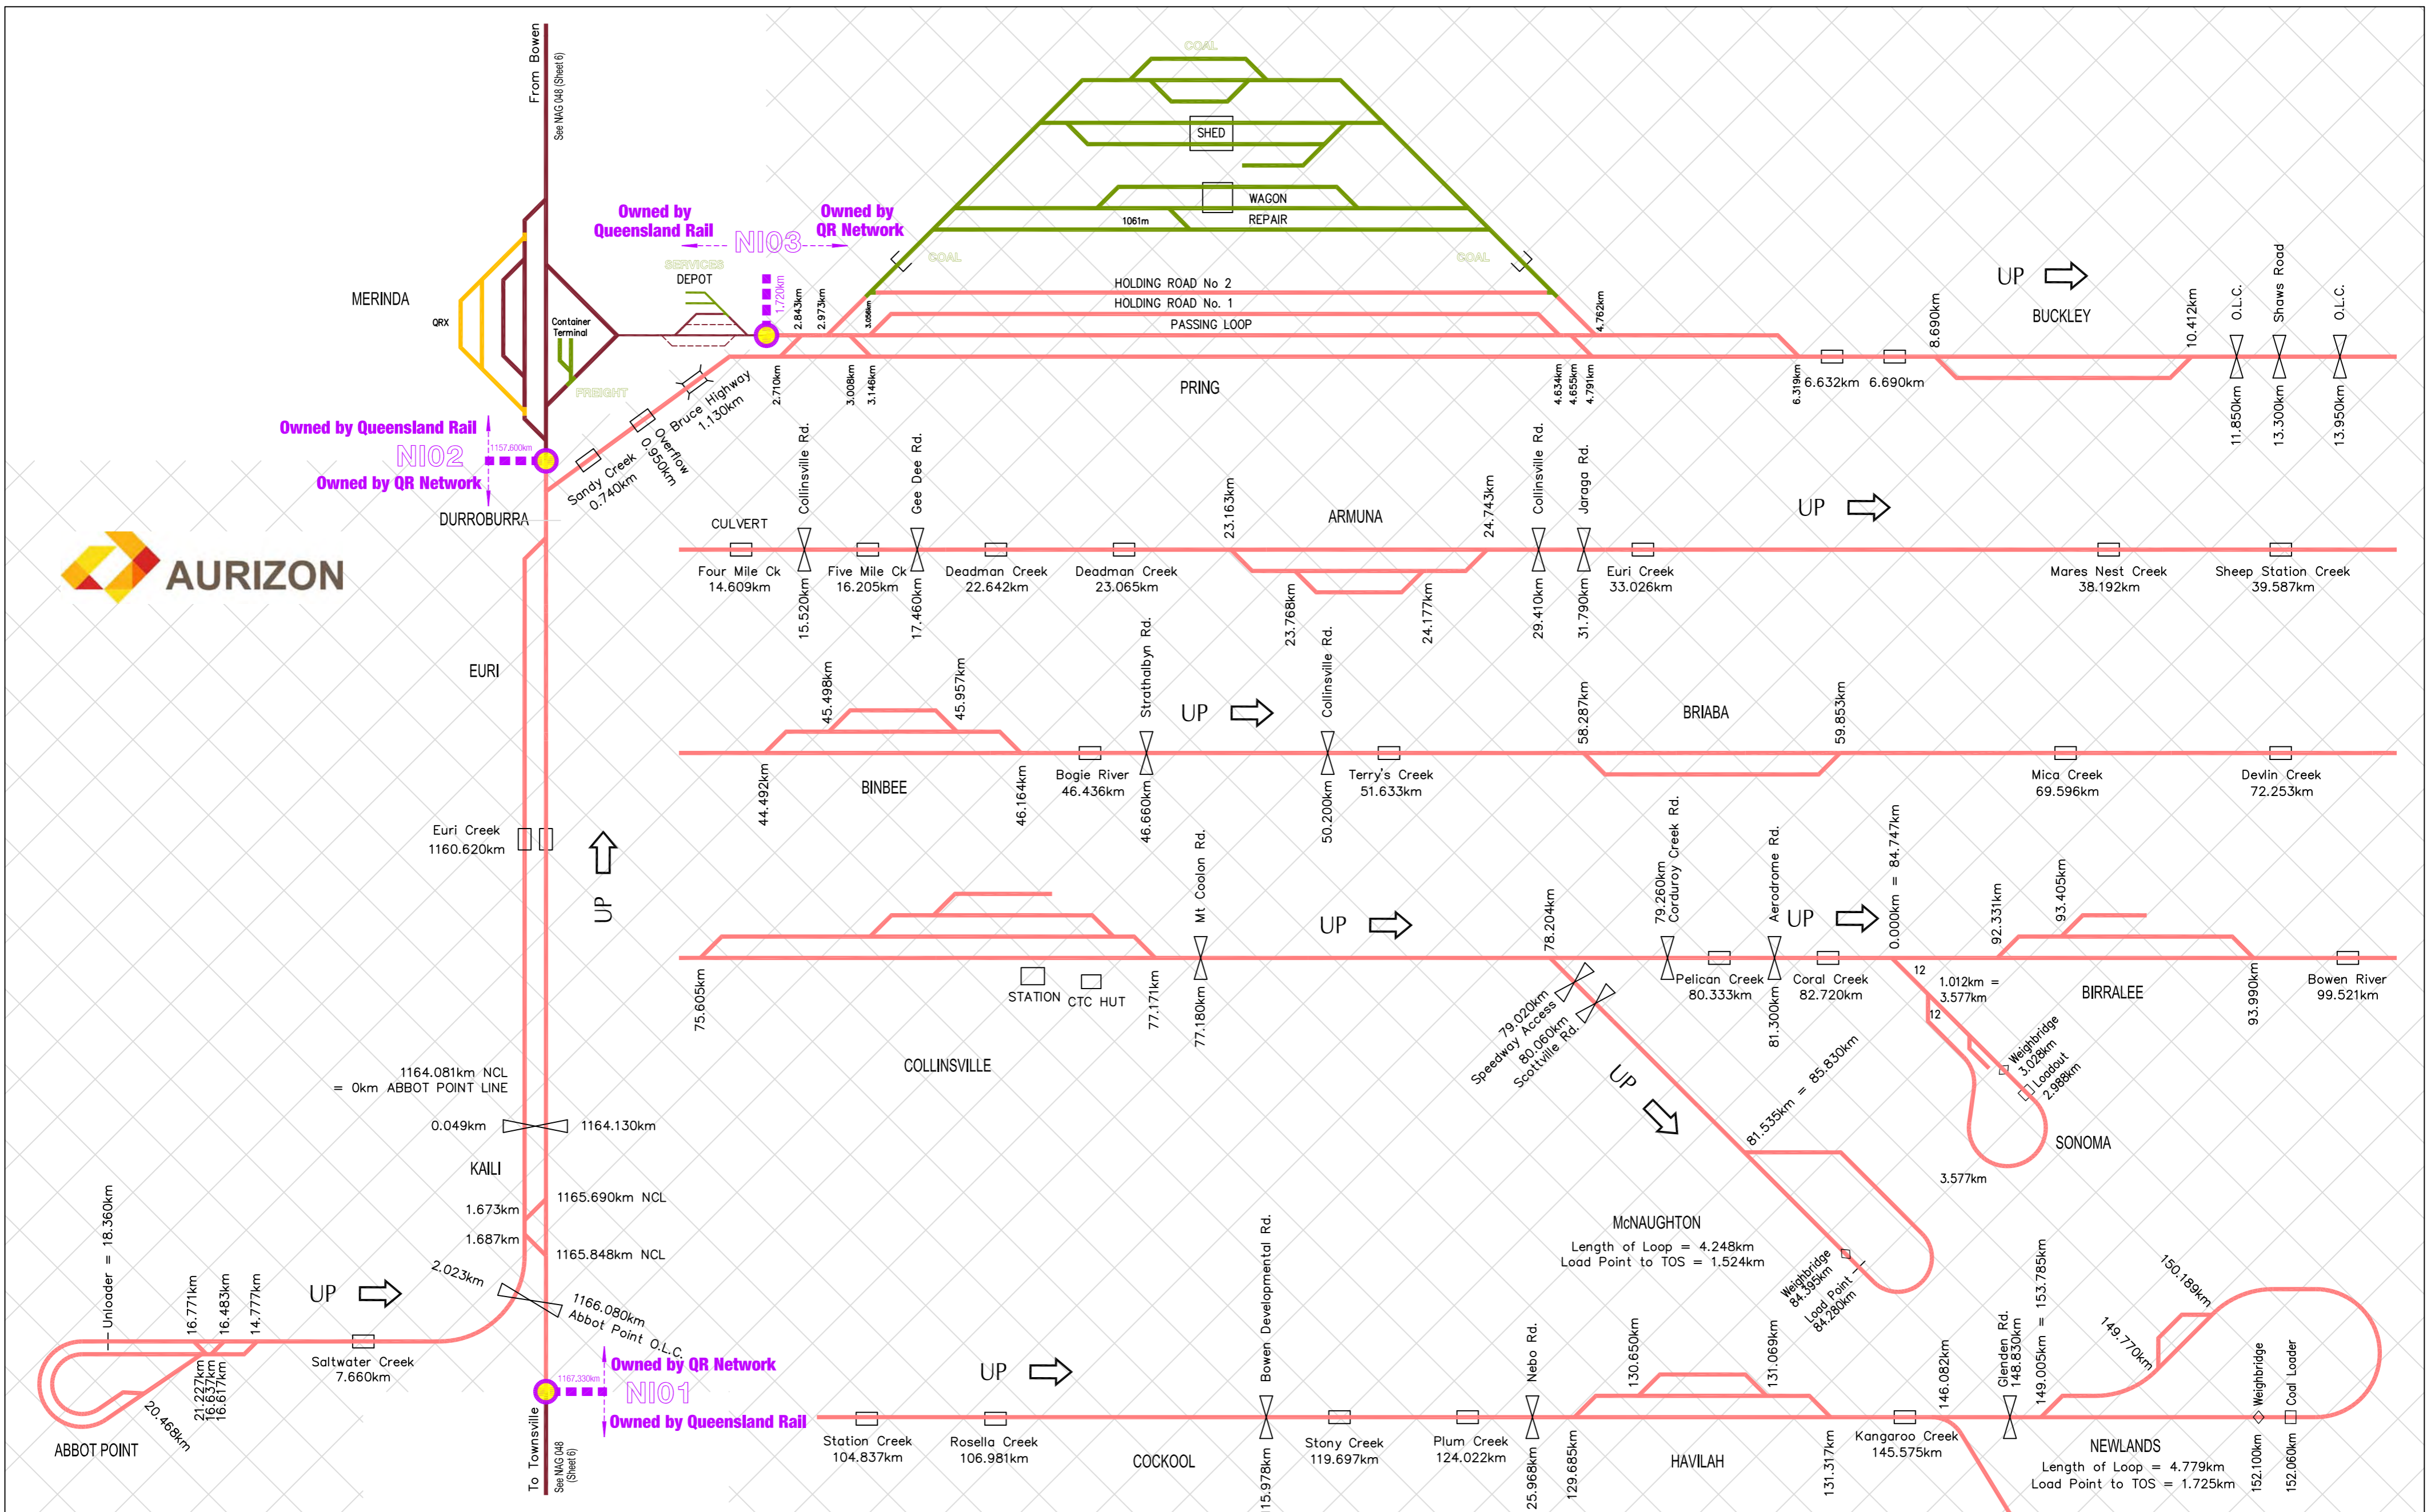 From Bowen
See NAG 048 (Sheet 6)
COAL
SHED
WAGON
REPAIR
1061m
COAL
COAL
HOLDING ROAD No 2
HOLDING ROAD No. 1
PASSING LOOP
Owned by
Queensland Rail
NI03
Owned by
QR Network
SERVICES
DEPOT
1.720km
MERINDA
QRX
Container
Terminal
FREIGHT
2.843km
2.973km
3.056km
4.762km
2.710km
3.008km
3.146km
PRING
4.634km
4.655km
4.791km
6.319km
6.632km
6.690km
8.690km
UP
BUCKLEY
10.412km
O.L.C.
11.850km
Shaws Road
13.300km
O.L.C.
13.950km
Bruce Highway
1.130km
Overflow
0.950km
Sandy Creek
0.740km
Owned by Queensland Rail
NI02
1157.600km
Owned by QR Network
DURROBURRA
AURIZON
CULVERT
Four Mile Ck
14.609km
Collinsville Rd.
15.520km
Five Mile Ck
16.205km
Gee Dee Rd.
17.460km
Deadman Creek
22.642km
Deadman Creek
23.065km
23.163km
ARMUNA
24.743km
23.768km
24.177km
Collinsville Rd.
29.410km
Jaraga Rd.
31.790km
Euri Creek
33.026km
UP
Mares Nest Creek
38.192km
Sheep Station Creek
39.587km
EURI
45.498km
45.957km
44.492km
BINBEE
46.164km
Bogie River
46.436km
Strathalbyn Rd.
46.660km
UP
Collinsville Rd.
50.200km
Terry's Creek
51.633km
58.287km
BRIABA
59.853km
Mica Creek
69.596km
Devlin Creek
72.253km
Euri Creek
1160.620km
UP
75.605km
STATION
CTC HUT
77.171km
Mt Coolon Rd.
77.180km
COLLINSVILLE
UP
78.204km
79.260km
Corduroy Creek Rd.
Pelican Creek
80.333km
Aerodrome Rd.
81.300km
UP
Coral Creek
82.720km
0.000km = 84.747km
12
12
1.012km =
3.577km
92.331km
93.405km
BIRRALEE
93.990km
Bowen River
99.521km
79.020km
Speedway Access
80.060km
Scottville Rd.
UP
81.535km = 85.830km
Weighbridge
3.028km
Loadout
2.988km
SONOMA
3.577km
McNAUGHTON
Length of Loop = 4.248km
Load Point to TOS = 1.524km
Weighbridge
84.395km
Load Point
84.280km
1164.081km NCL
= 0km ABBOT POINT LINE
0.049km
1164.130km
KAILI
1.673km
1165.690km NCL
1.687km
1165.848km NCL
2.023km
1166.080km
Abbot Point O.L.C.
Unloader = 18.360km
16.771km
16.483km
14.777km
UP
Saltwater Creek
7.660km
21.227km
16.637km
16.617km
20.468km
ABBOT POINT
Owned by QR Network
1167.330km
NI01
Owned by Queensland Rail
To Townsville
See NAG 048
(Sheet 6)
UP
Station Creek
104.837km
Rosella Creek
106.981km
COCKOOL
Bowen Developmental Rd.
15.978km
Stony Creek
119.697km
Plum Creek
124.022km
Nebo Rd.
25.968km
129.685km
130.650km
131.069km
HAVILAH
131.317km
Kangaroo Creek
145.575km
146.082km
Glenden Rd.
148.830km
149.005km = 153.785km
149.770km
150.189km
NEWLANDS
Length of Loop = 4.779km
Load Point to TOS = 1.725km
Weighbridge
152.100km
Coal Loader
152.060km